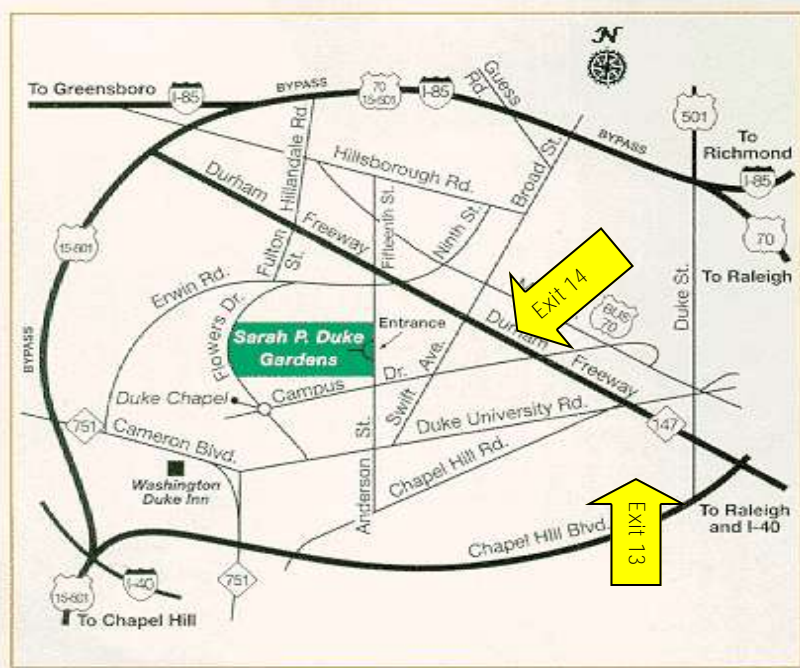 N
To Greensboro
I-85
BYPASS
70
15-501
I-85
Guess
Rd
BYPASS
501
To
Richmond
I-85
70
To Raleigh
Hillandale Rd
Hillsborough Rd.
Broad St.
Durham
Freeway
Fifteenth St.
Ninth St.
Fulton
St.
15-501
BYPASS
Erwin Rd.
Flowers Dr.
Sarah P. Duke
Gardens
Entrance
Exit 14
BUS
70
Duke St.
Durham
Freeway
Duke Chapel
Campus
Dr.
Swift
Ave.
Duke University Rd.
751
Cameron Blvd.
Washington
Duke Inn
Anderson
St.
Chapel Hill Rd.
147
To Raleigh
and I-40
Exit 13
Chapel Hill Blvd.
751
I-40
15-501
To Chapel Hill